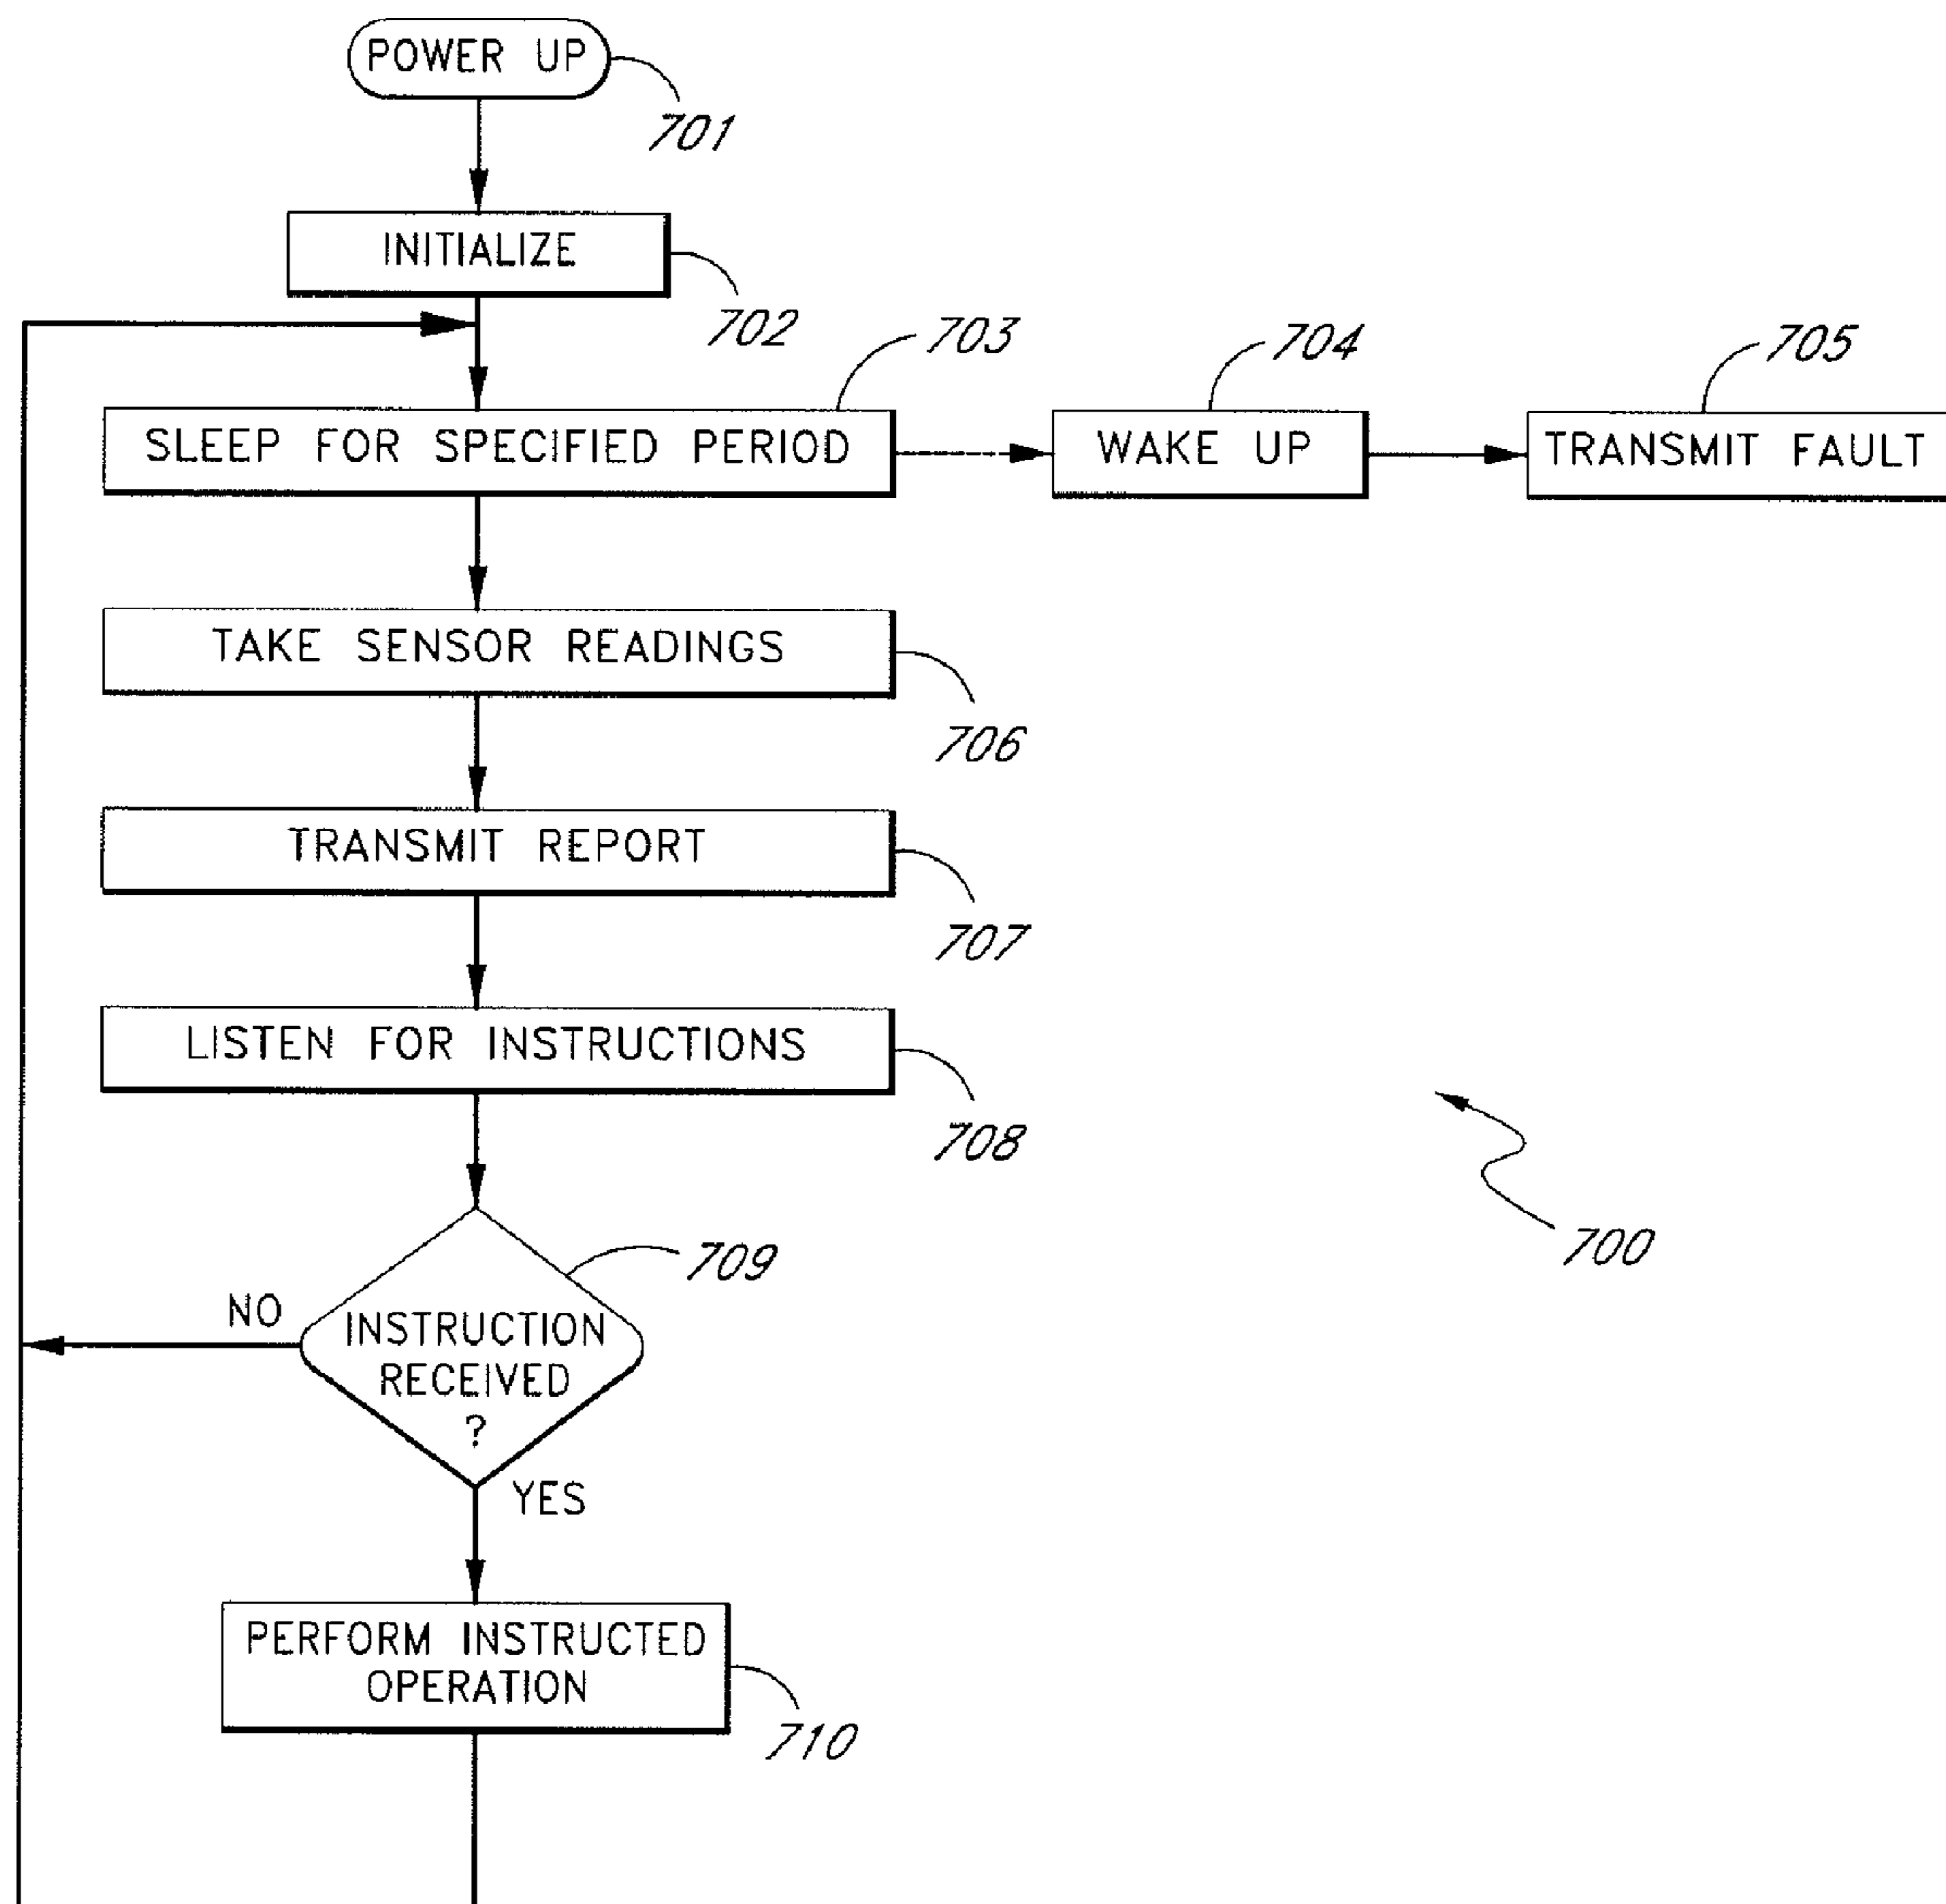 POWER UP
701
INITIALIZE
702
703
704
705
SLEEP FOR SPECIFIED PERIOD
WAKE UP
TRANSMIT FAULT
TAKE SENSOR READINGS
706
TRANSMIT REPORT
707
LISTEN FOR INSTRUCTIONS
708
709
700
NO
INSTRUCTION
RECEIVED
?
YES
PERFORM INSTRUCTED
OPERATION
710